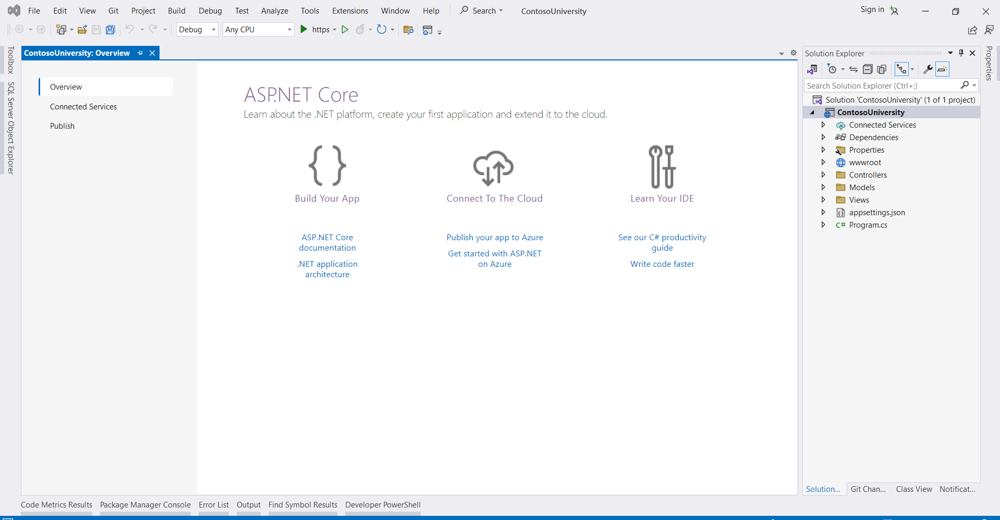 File Edit View Git Project Build Debug Test Analyze Tools Extensions Window Help Search ContosoUniversity Sign in
Debug Any CPU https
Toolbox
SQL Server Object Explorer
ContosoUniversity: Overview
Overview
Connected Services
Publish
ASP.NET Core
Learn about the .NET platform, create your first application and extend it to the cloud.
Build Your App
ASP.NET Core
documentation
.NET application
architecture
Connect To The Cloud
Publish your app to Azure
Get started with ASP.NET
on Azure
Learn Your IDE
See our C# productivity
guide
Write code faster
Solution Explorer
Search Solution Explorer (Ctrl+;)
Solution 'ContosoUniversity' (1 of 1 project)
ContosoUniversity
Connected Services
Dependencies
Properties
wwwroot
Controllers
Models
Views
appsettings.json
C# Program.cs
Solution... Git Chan... Class View Notificat...
Properties
Code Metrics Results Package Manager Console Error List Output Find Symbol Results Developer PowerShell